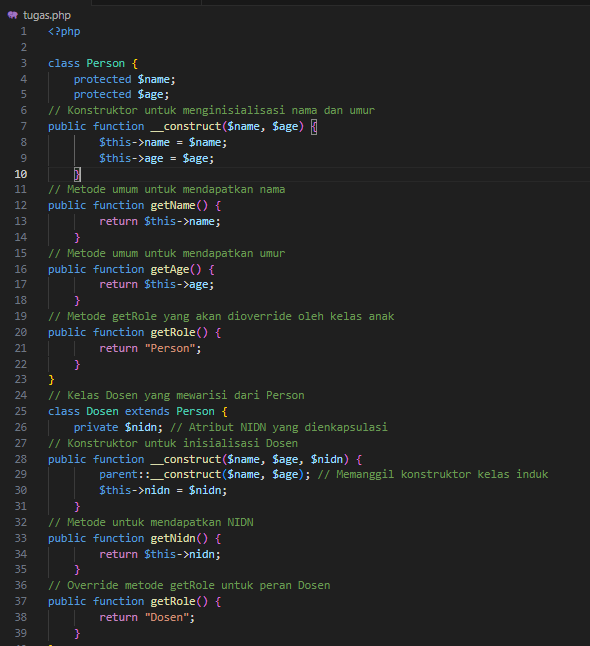 tugas.php
1 <?php
2
3 class Person {
4 protected $name;
5 protected $age;
6 // Konstruktor untuk menginisialisasi nama dan umur
7 public function __construct($name, $age) {
8 $this->name = $name;
9 $this->age = $age;
10 }
11 // Metode umum untuk mendapatkan nama
12 public function getName() {
13 return $this->name;
14 }
15 // Metode umum untuk mendapatkan umur
16 public function getAge() {
17 return $this->age;
18 }
19 // Metode getRole yang akan dioverride oleh kelas anak
20 public function getRole() {
21 return "Person";
22 }
23 }
24 // Kelas Dosen yang mewarisi dari Person
25 class Dosen extends Person {
26 private $nidn; // Atribut NIDN yang dienkapsulasi
27 // Konstruktor untuk inisialisasi Dosen
28 public function __construct($name, $age, $nidn) {
29 parent::__construct($name, $age); // Memanggil konstruktor kelas induk
30 $this->nidn = $nidn;
31 }
32 // Metode untuk mendapatkan NIDN
33 public function getNidn() {
34 return $this->nidn;
35 }
36 // Override metode getRole untuk peran Dosen
37 public function getRole() {
38 return "Dosen";
39 }